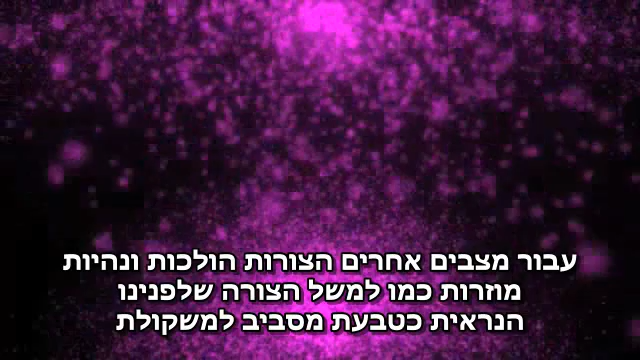 עבור מצבים אחרים הצורות הולכות ונהיות
מוזרות כמו למשל הצורה שלפנינו
הנראית כטבעת מסביב למשקולת